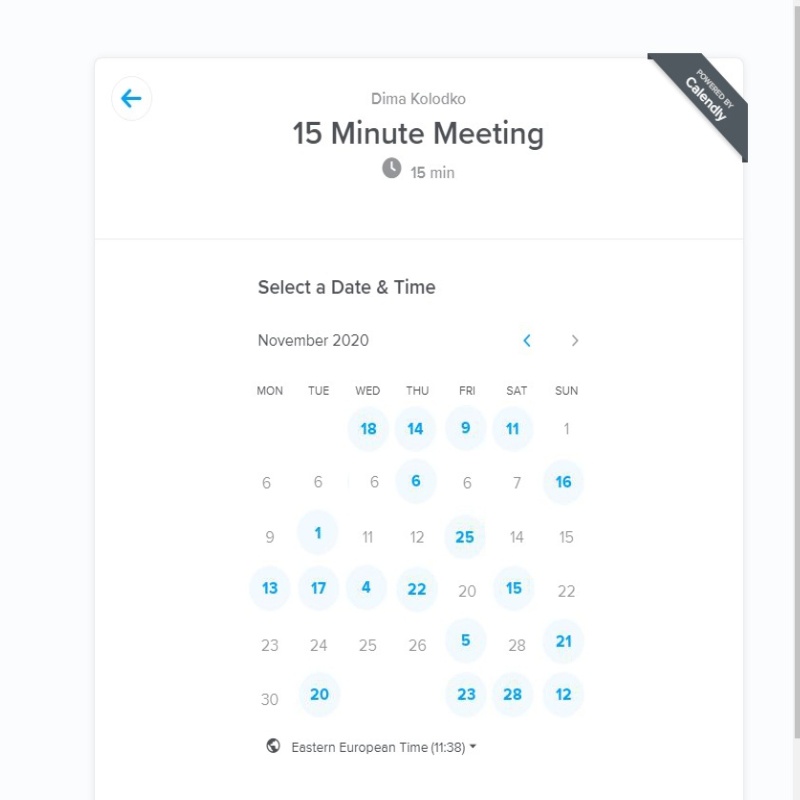 POWERED BY
Calendly
Dima Kolodko
15 Minute Meeting
15 min
Select a Date & Time
November 2020
MON TUE WED THU FRI SAT SUN
18 14 9 11 1
6 6 6 6 6 7 16
9 1 11 12 25 14 15
13 17 4 22 20 15 22
23 24 25 26 5 28 21
30 20 23 28 12
Eastern European Time (11:38)